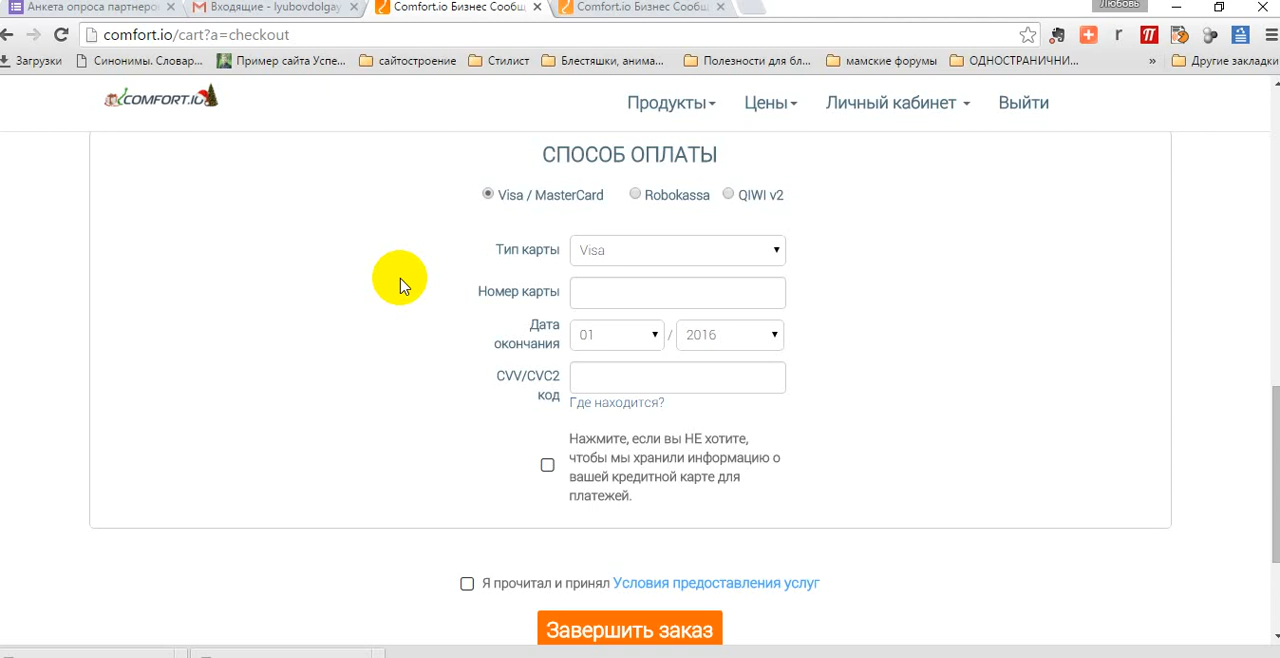 Анкета опроса партнеро
Входящие - lyubovdolgay
Comfort.io Бизнес Сообщ
Comfort.io Бизнес Сообщ
Любовь
comfort.io/cart?a=checkout
Загрузки
Синонимы. Словар...
Пример сайта Успе...
сайтостроение
Стилист
Блестяшки, анима...
Полезности для бл...
мамские форумы
ОДНОСТРАНИЧНИ...
»
Другие закладки
COMFORT.IO
Продукты
Цены
Личный кабинет
Выйти
СПОСОБ ОПЛАТЫ
Visa / MasterCard
Robokassa
QIWI v2
Тип карты
Visa
Номер карты
Дата
окончания
01
/
2016
CVV/CVC2
код
Где находится?
Нажмите, если вы НЕ хотите,
чтобы мы хранили информацию о
вашей кредитной карте для
платежей.
Я прочитал и принял Условия предоставления услуг
Завершить заказ